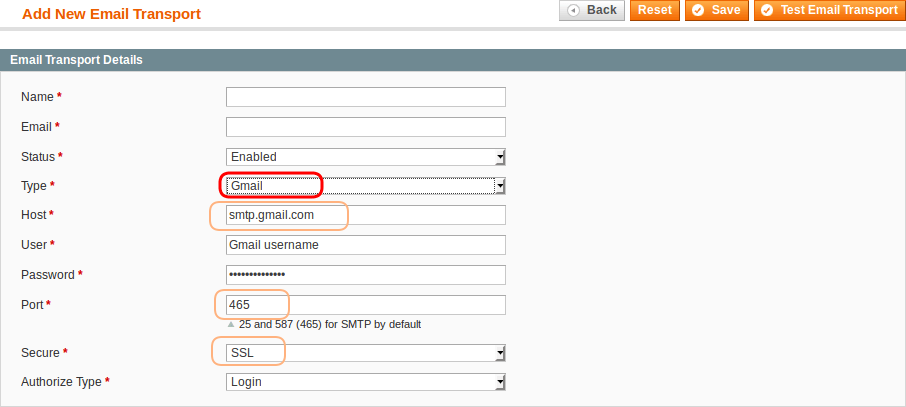 Add New Email Transport
Back
Reset
Save
Test Email Transport
Email Transport Details
Name *
Email *
Status * Enabled
Type * Gmail
Host * smtp.gmail.com
User * Gmail username
Password * ••••••••••••••
Port * 465
25 and 587 (465) for SMTP by default
Secure * SSL
Authorize Type * Login